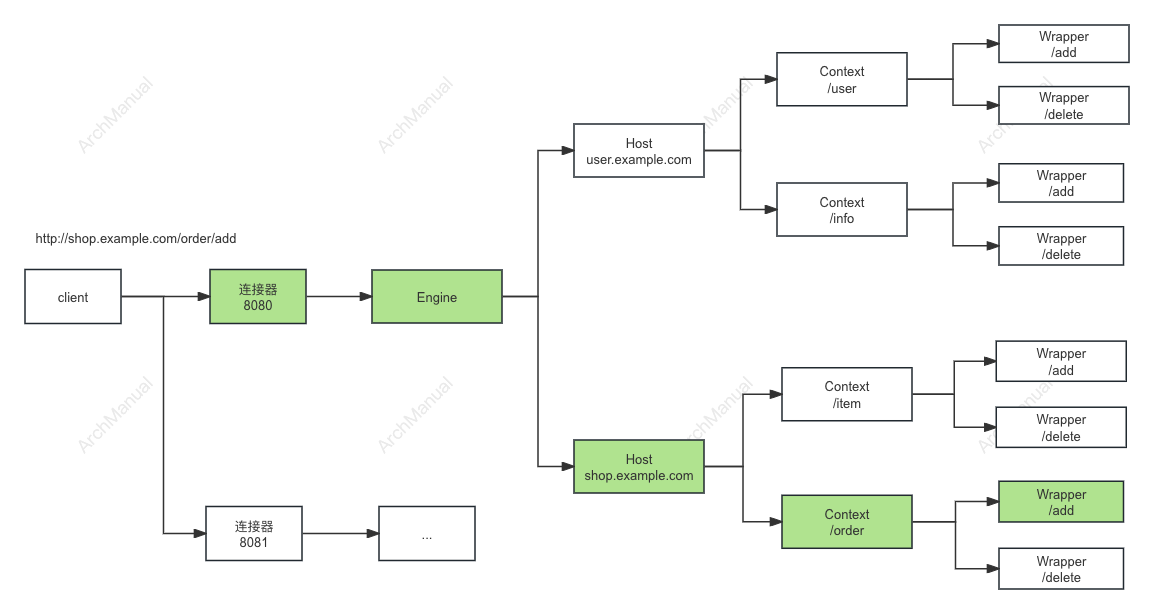 http://shop.example.com/order/add
client
连接器
8080
Engine
连接器
8081
...
Host
user.example.com
Host
shop.example.com
Context
/user
Context
/info
Context
/item
Context
/order
Wrapper
/add
Wrapper
/delete
Wrapper
/add
Wrapper
/delete
Wrapper
/add
Wrapper
/delete
Wrapper
/add
Wrapper
/delete
ArchManual
ArchManual
ArchManual
ArchManual
ArchManual
ArchManual
ArchManual
ArchManual